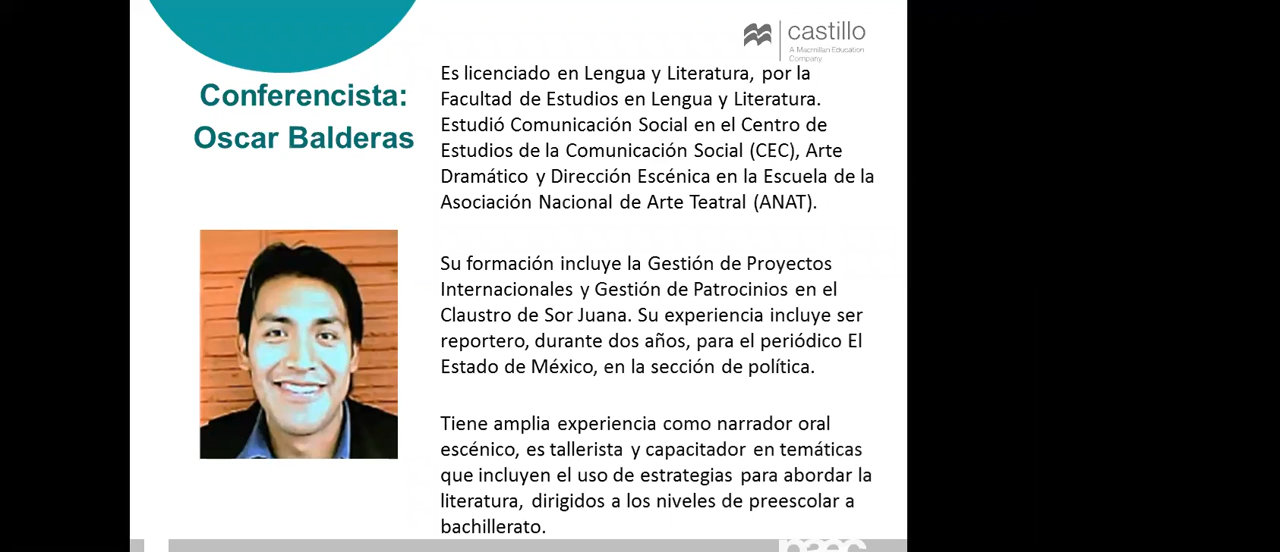 castillo
A Macmillan Education
Company
Conferencista:
Oscar Balderas
Es licenciado en Lengua y Literatura, por la
Facultad de Estudios en Lengua y Literatura.
Estudió Comunicación Social en el Centro de
Estudios de la Comunicación Social (CEC), Arte
Dramático y Dirección Escénica en la Escuela de la
Asociación Nacional de Arte Teatral (ANAT).
Su formación incluye la Gestión de Proyectos
Internacionales y Gestión de Patrocinios en el
Claustro de Sor Juana. Su experiencia incluye ser
reportero, durante dos años, para el periódico El
Estado de México, en la sección de política.
Tiene amplia experiencia como narrador oral
escénico, es tallerista y capacitador en temáticas
que incluyen el uso de estrategias para abordar la
literatura, dirigidos a los niveles de preescolar a
bachillerato.